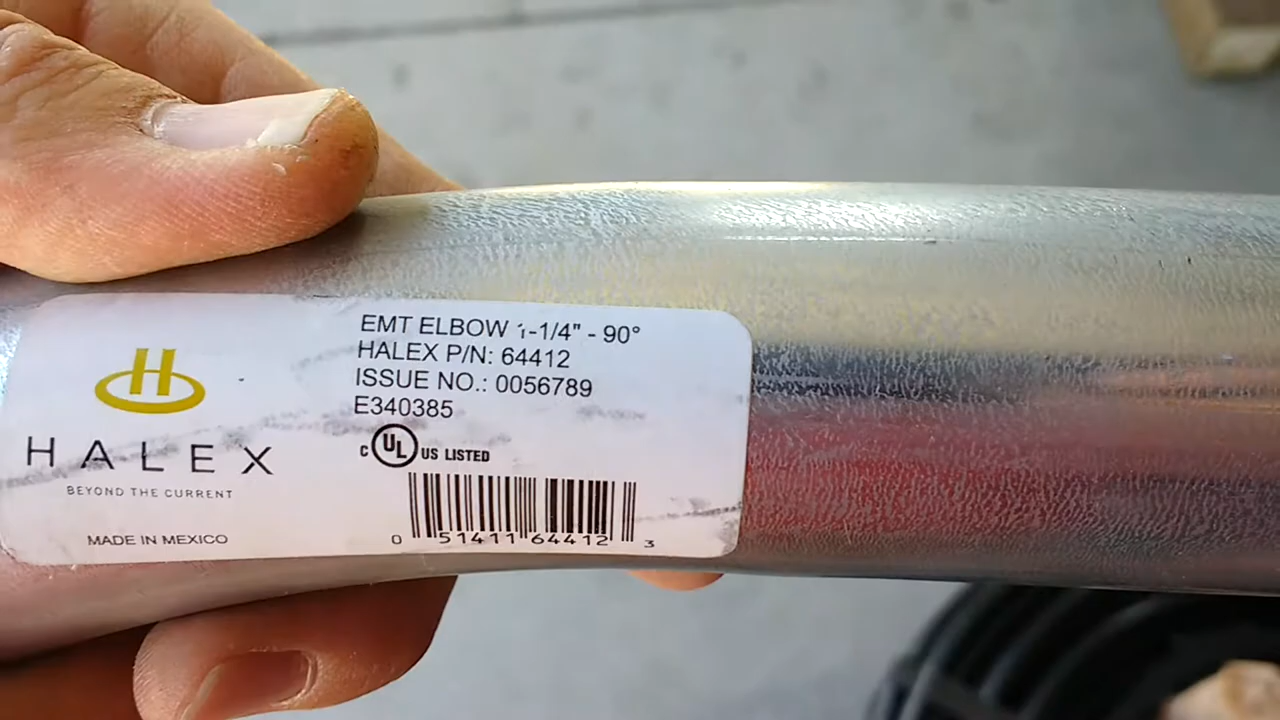 EMT ELBOW 1-1/4" - 90°
HALEX P/N: 64412
ISSUE NO.: 0056789
E340385
C UL US LISTED
H
HALEX
BEYOND THE CURRENT
MADE IN MEXICO
0 51411 64412 3